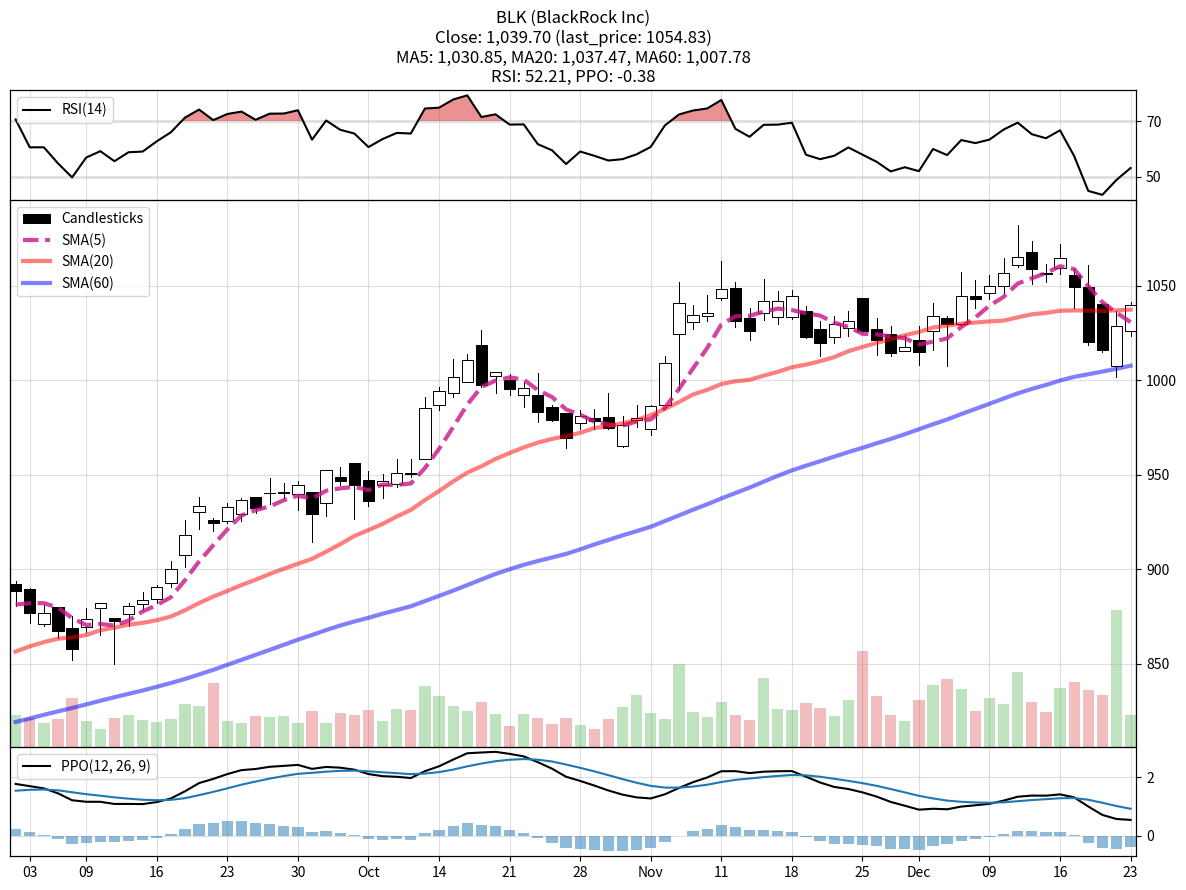 BLK (BlackRock Inc)
Close: 1,039.70 (last_price: 1054.83)
MA5: 1,030.85, MA20: 1,037.47, MA60: 1,007.78
RSI: 52.21, PPO: -0.38
RSI(14)
70
50
Candlesticks
SMA(5)
SMA(20)
SMA(60)
1050
1000
950
900
850
PPO(12, 26, 9)
2
0
03 09 16 23 30 Oct 14 21 28 Nov 11 18 25 Dec 09 16 23